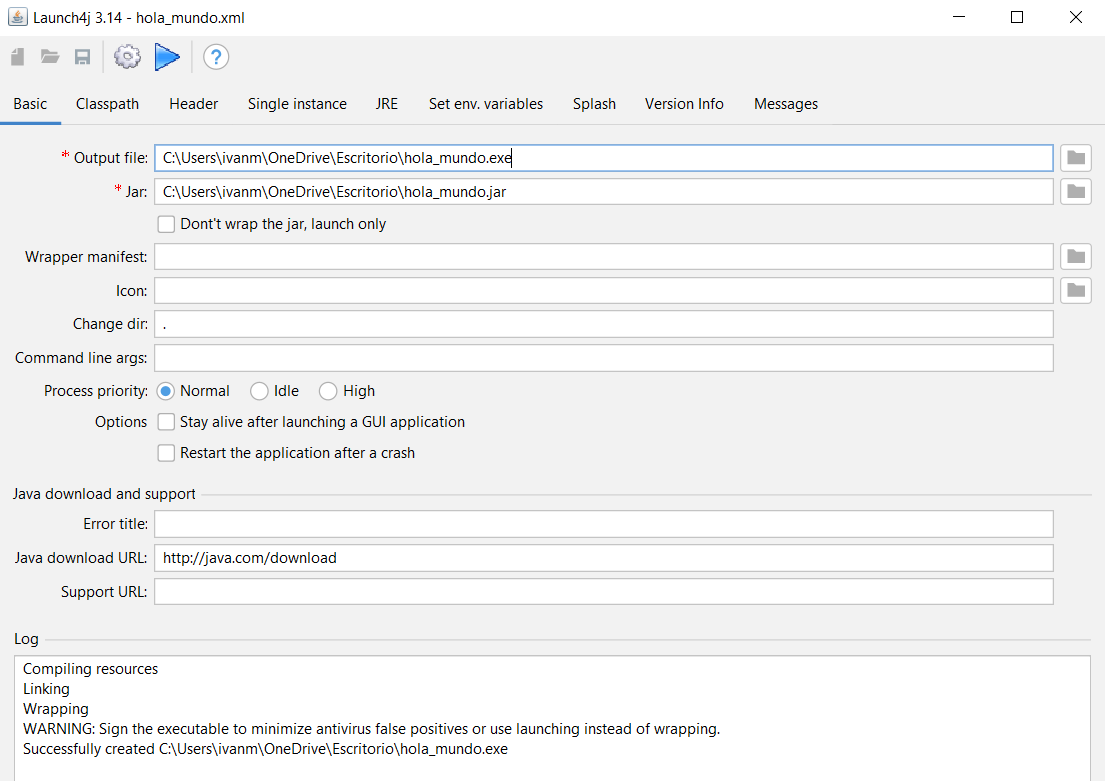 Launch4j 3.14 - hola_mundo.xml
?
Basic Classpath Header Single instance JRE Set env. variables Splash Version Info Messages
* Output file: C:\Users\ivanm\OneDrive\Escritorio\hola_mundo.exe
* Jar: C:\Users\ivanm\OneDrive\Escritorio\hola_mundo.jar
Dont't wrap the jar, launch only
Wrapper manifest:
Icon:
Change dir: .
Command line args:
Process priority: Normal Idle High
Options Stay alive after launching a GUI application
Restart the application after a crash
Java download and support
Error title:
Java download URL: http://java.com/download
Support URL:
Log
Compiling resources
Linking
Wrapping
WARNING: Sign the executable to minimize antivirus false positives or use launching instead of wrapping.
Successfully created C:\Users\ivanm\OneDrive\Escritorio\hola_mundo.exe